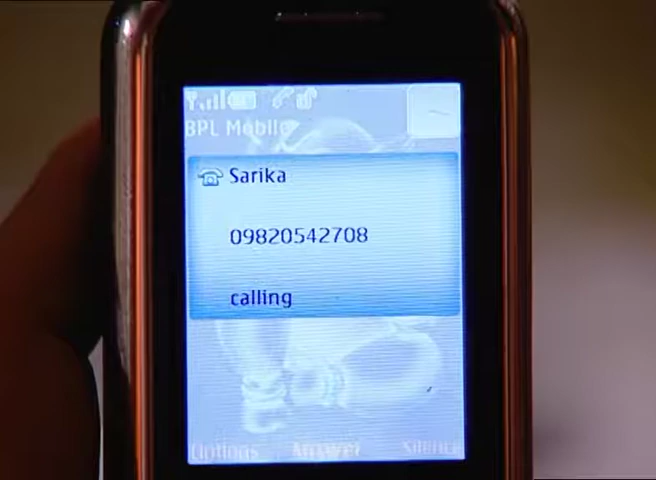 BPL Mobile
Sarika
09820542708
calling
Options Answer Silence